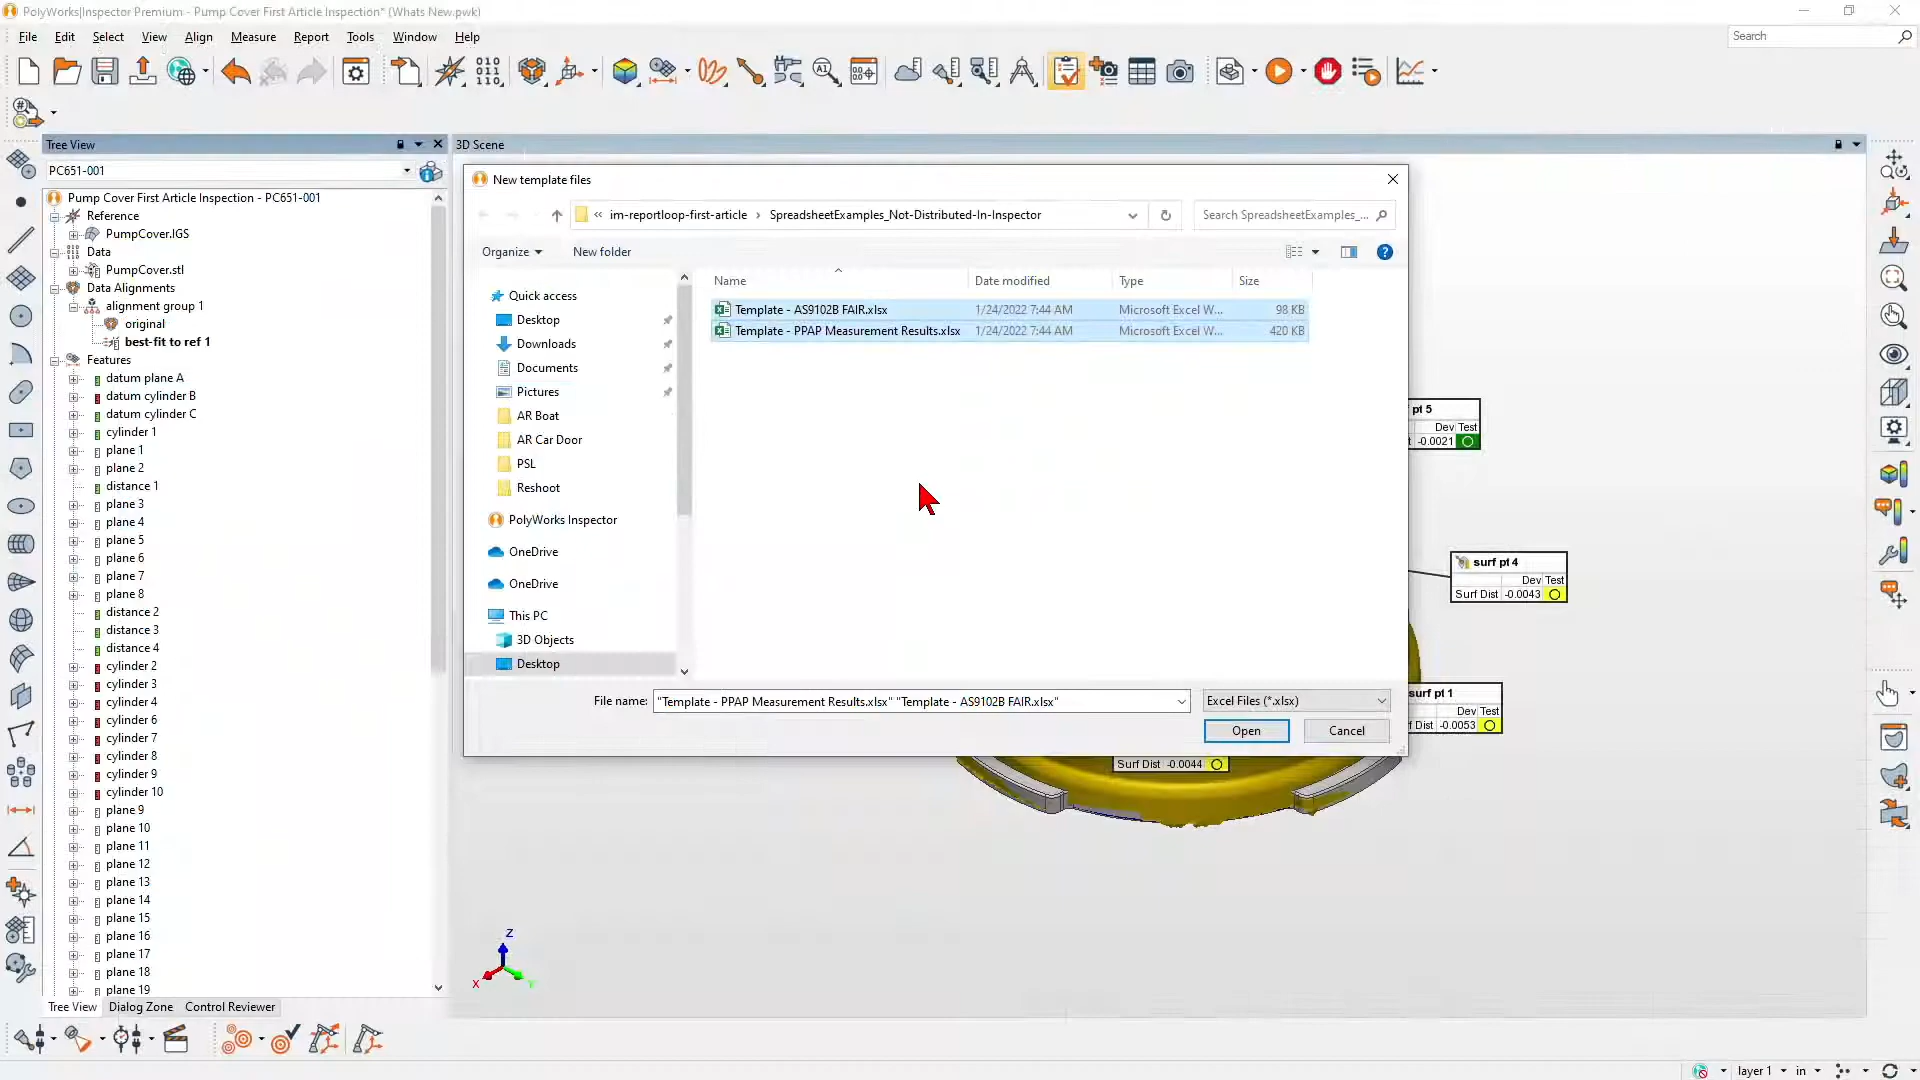 PolyWorks|Inspector Premium - Pump Cover First Article Inspection* (Whats New.pwk)
File Edit Select View Align Measure Report Tools Window Help
Search
Tree View
3D Scene
PC651-001
Pump Cover First Article Inspection - PC651-001
Reference
PumpCover.IGS
Data
PumpCover.stl
Data Alignments
alignment group 1
original
best-fit to ref 1
Features
datum plane A
datum cylinder B
datum cylinder C
cylinder 1
plane 1
plane 2
distance 1
plane 3
plane 4
plane 5
plane 6
plane 7
plane 8
distance 2
distance 3
distance 4
cylinder 2
cylinder 3
cylinder 4
cylinder 6
cylinder 7
cylinder 8
cylinder 9
cylinder 10
plane 9
plane 10
plane 11
plane 12
plane 13
plane 14
plane 15
plane 16
plane 17
plane 18
plane 19
Tree View Dialog Zone Control Reviewer
New template files
« im-reportloop-first-article > SpreadsheetExamples_Not-Distributed-In-Inspector
Search SpreadsheetExamples_...
Organize New folder
Quick access
Desktop
Downloads
Documents
Pictures
AR Boat
AR Car Door
PSL
Reshoot
PolyWorks Inspector
OneDrive
OneDrive
This PC
3D Objects
Desktop
Name Date modified Type Size
Template - AS9102B FAIR.xlsx 1/24/2022 7:44 AM Microsoft Excel W... 98 KB
Template - PPAP Measurement Results.xlsx 1/24/2022 7:44 AM Microsoft Excel W... 420 KB
File name: "Template - PPAP Measurement Results.xlsx" "Template - AS9102B FAIR.xlsx"
Excel Files (*.xlsx)
Open Cancel
pt 5
Dev Test
t -0.0021
surf pt 4
Dev Test
Surf Dist -0.0043
surf pt 1
Dev Test
f Dist -0.0053
Surf Dist -0.0044
Z
X
Y
layer 1 in